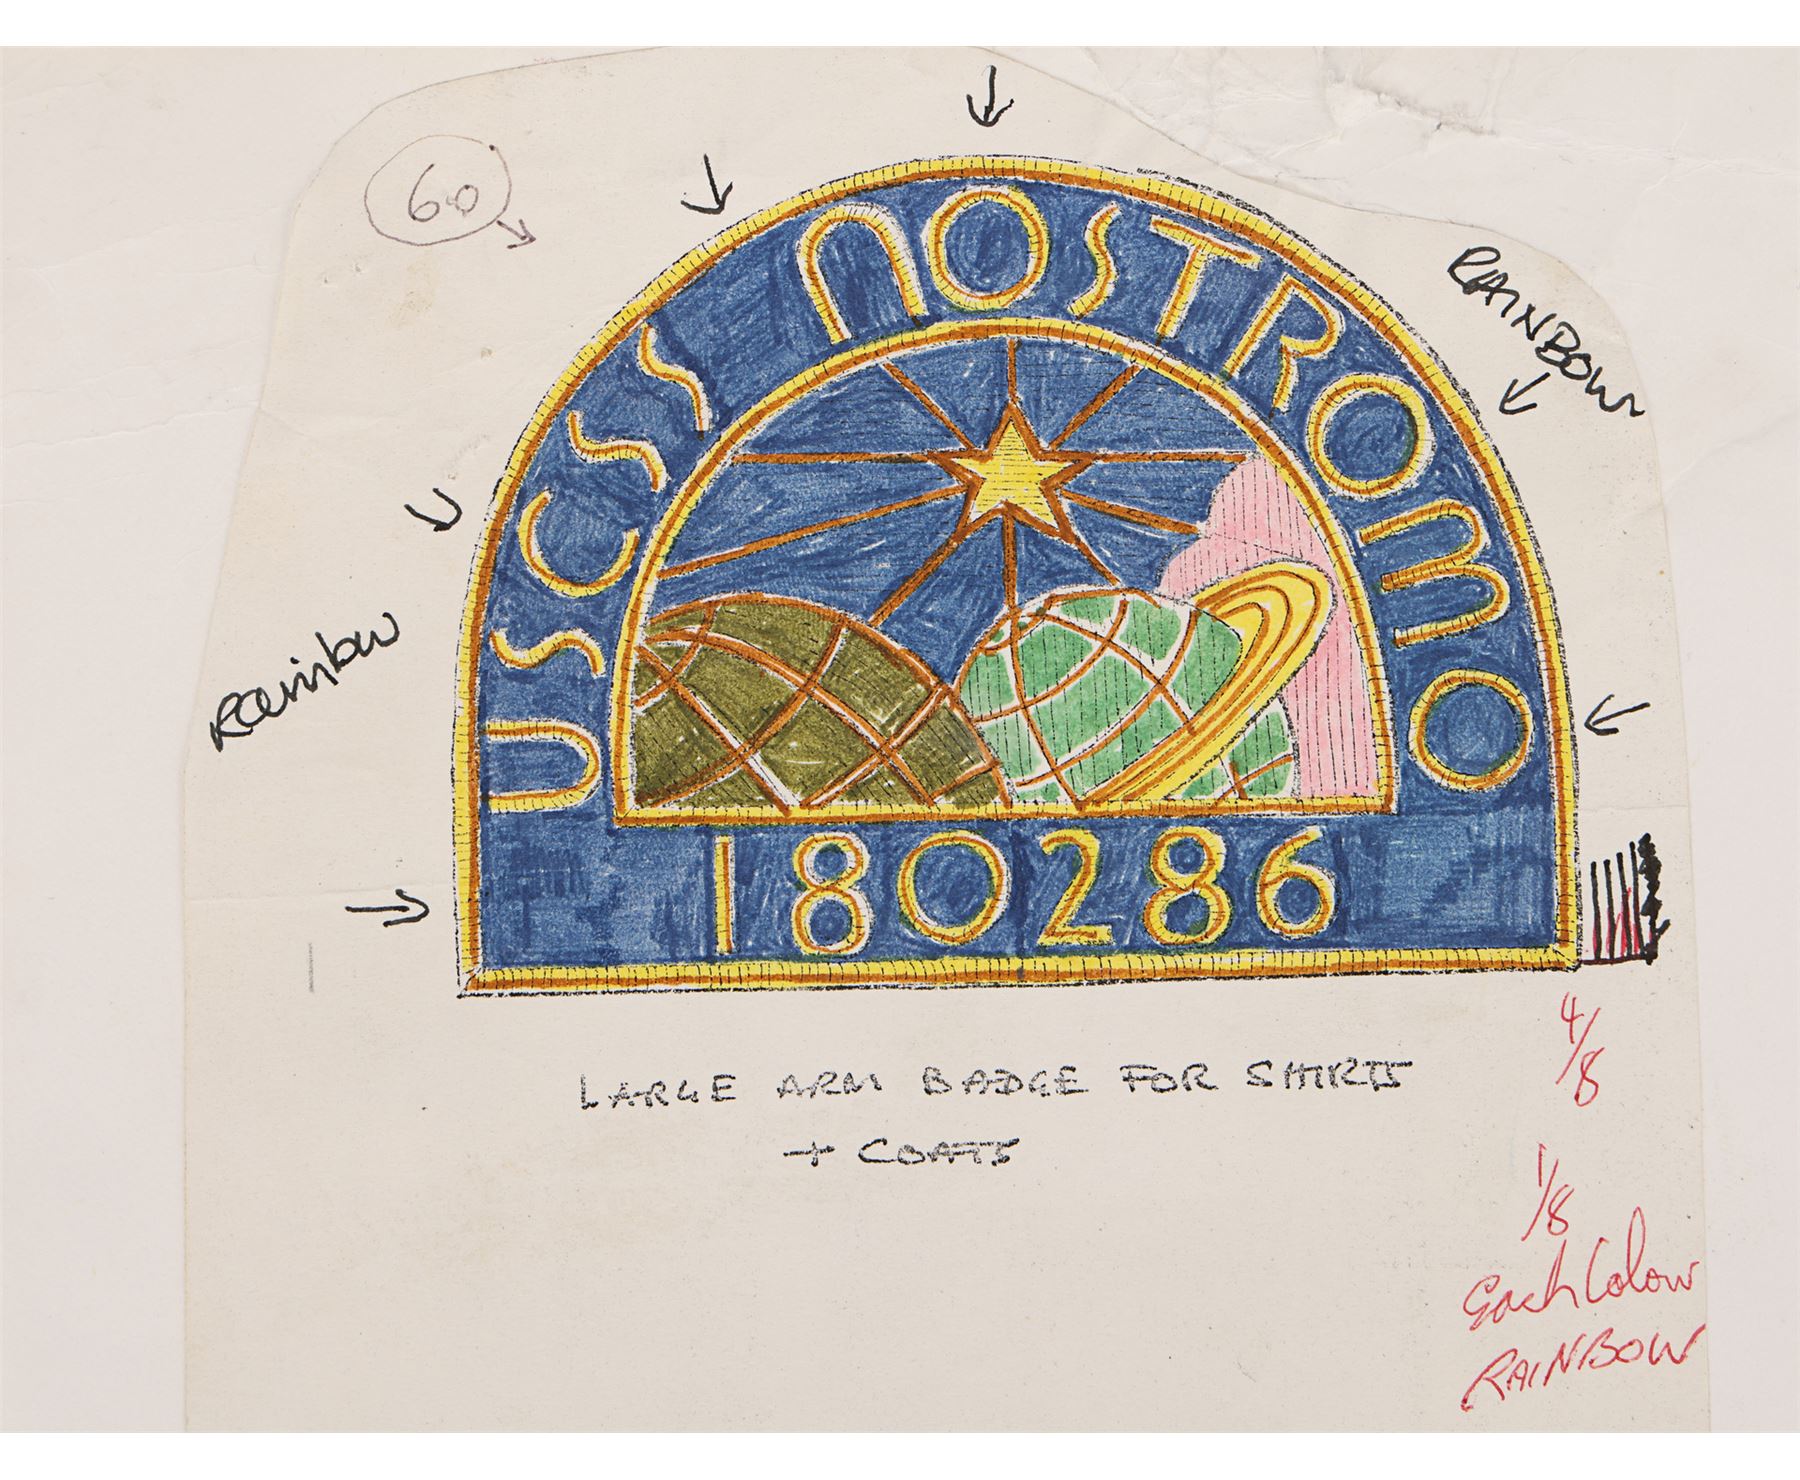 60
RAINBOW
USCSS NOSTROMO
Rainbow
180286
LARGE ARM BADGE FOR SHIRTS
+ COATS
4/8
1/8
Each Colour
RAINBOW